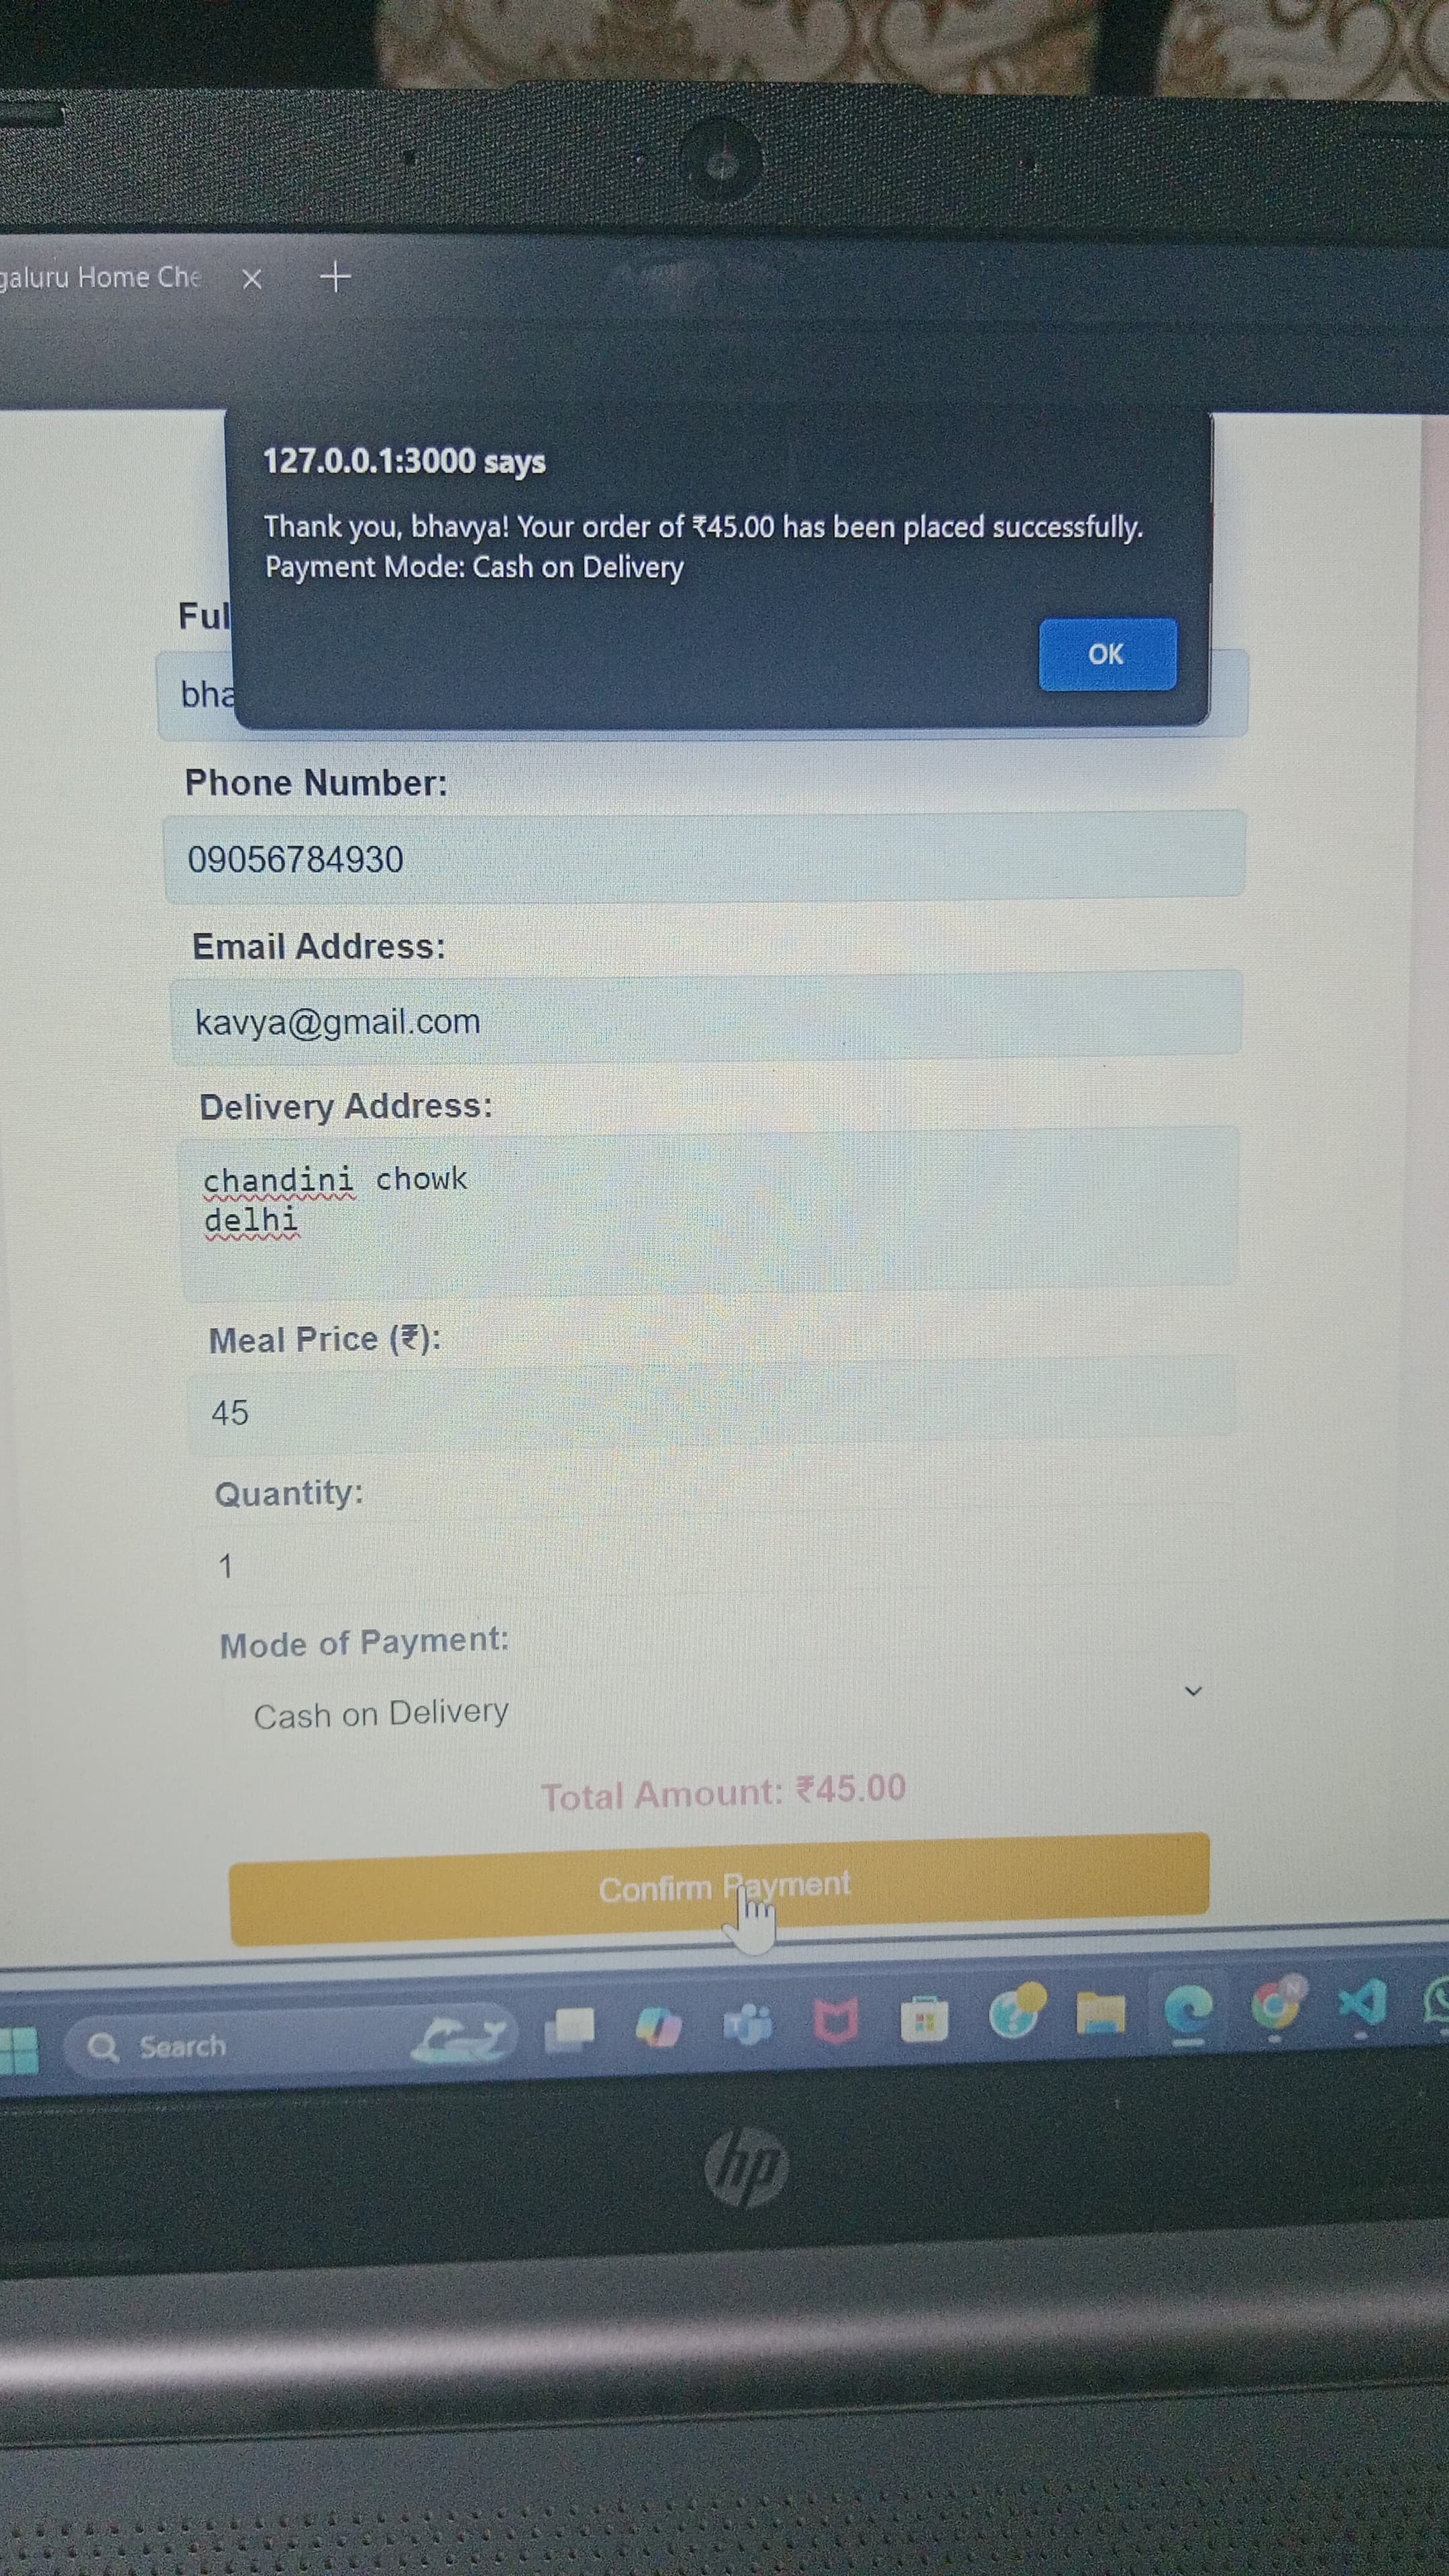 galuru Home Che
127.0.0.1:3000 says
Thank you, bhavya! Your order of ₹45.00 has been placed successfully.
Payment Mode: Cash on Delivery
OK
Ful
bha
Phone Number:
09056784930
Email Address:
kavya@gmail.com
Delivery Address:
chandini chowk
delhi
Meal Price (₹):
45
Quantity:
1
Mode of Payment:
Cash on Delivery
Total Amount: ₹45.00
Confirm Payment
Search
N
hp